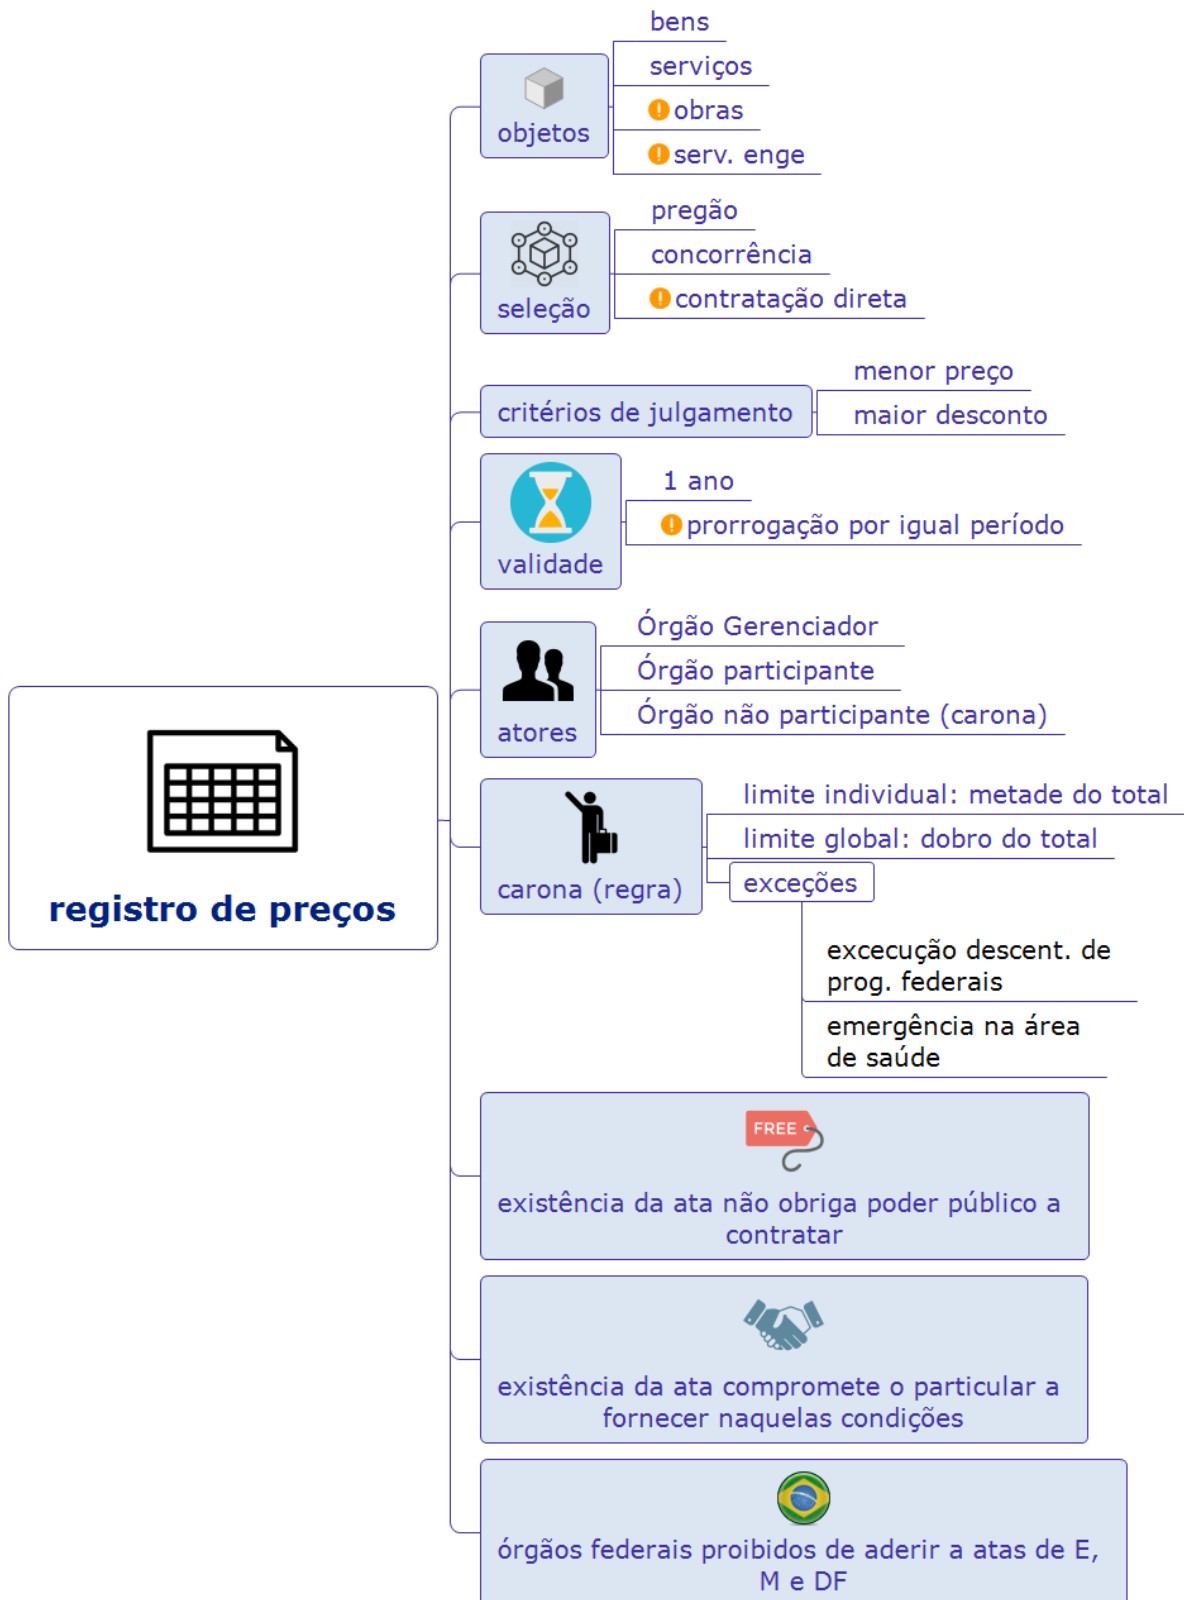 bens
serviços
obras
serv. enge
objetos
pregão
concorrência
contratação direta
seleção
critérios de julgamento
menor preço
maior desconto
1 ano
prorrogação por igual período
validade
Órgão Gerenciador
Órgão participante
Órgão não participante (carona)
atores
registro de preços
limite individual: metade do total
limite global: dobro do total
carona (regra)
exceções
excecução descent. de
prog. federais
emergência na área
de saúde
FREE
existência da ata não obriga poder público a
contratar
existência da ata compromete o particular a
fornecer naquelas condições
órgãos federais proibidos de aderir a atas de E,
M e DF